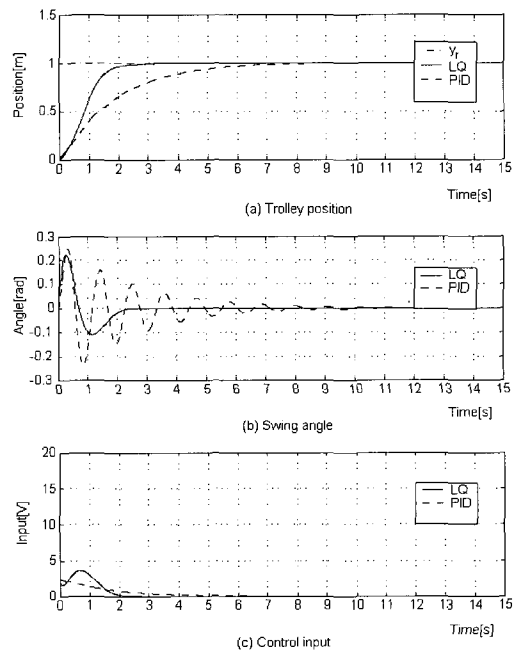 Position[m]
1.5
1
0.5
0
y_r
LQ
PID
0 1 2 3 4 5 6 7 8 9 10 11 12 13 14 15
Time[s]
(a) Trolley position
Angle[rad]
0.3
0.2
0.1
0
-0.1
-0.2
-0.3
LQ
PID
0 1 2 3 4 5 6 7 8 9 10 11 12 13 14 15
Time[s]
(b) Swing angle
Input[V]
20
15
10
5
0
LQ
PID
0 1 2 3 4 5 6 7 8 9 10 11 12 13 14 15
Time[s]
(c) Control input